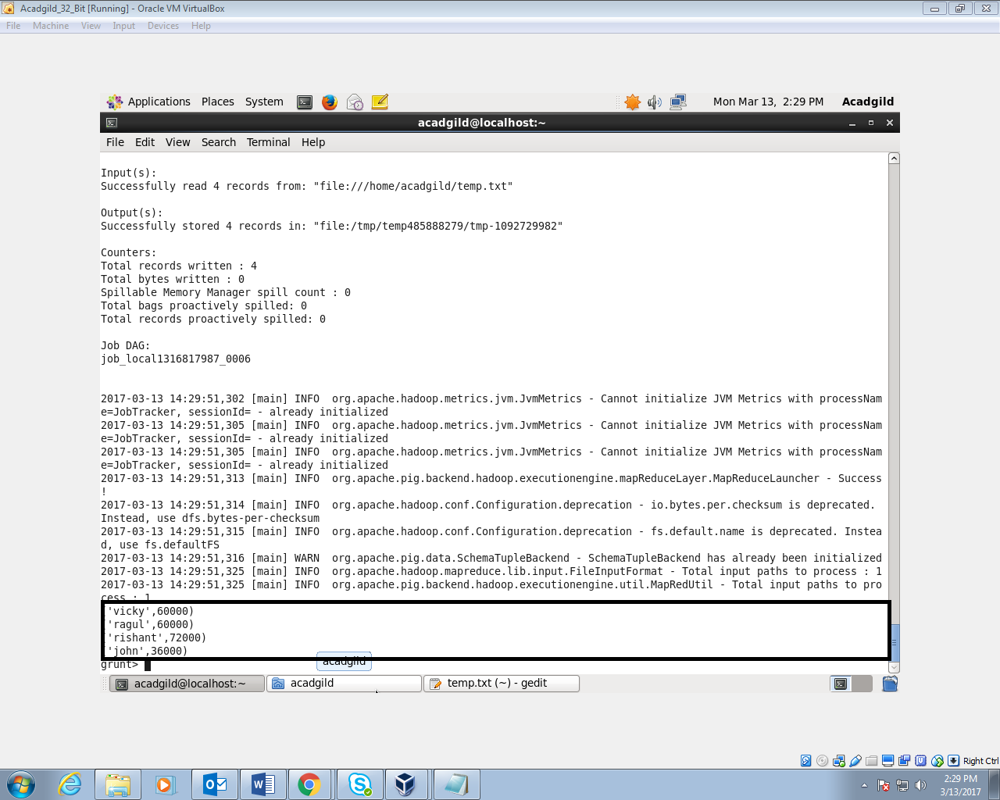 Acadgild_32_Bit [Running] - Oracle VM VirtualBox
File Machine View Input Devices Help
Applications Places System Mon Mar 13, 2:29 PM Acadgild
acadgild@localhost:~
File Edit View Search Terminal Help
Input(s):
Successfully read 4 records from: "file:///home/acadgild/temp.txt"
Output(s):
Successfully stored 4 records in: "file:/tmp/temp485888279/tmp-1092729982"
Counters:
Total records written : 4
Total bytes written : 0
Spillable Memory Manager spill count : 0
Total bags proactively spilled: 0
Total records proactively spilled: 0
Job DAG:
job_local1316817987_0006
2017-03-13 14:29:51,302 [main] INFO  org.apache.hadoop.metrics.jvm.JvmMetrics - Cannot initialize JVM Metrics with processNam
e=JobTracker, sessionId= - already initialized
2017-03-13 14:29:51,305 [main] INFO  org.apache.hadoop.metrics.jvm.JvmMetrics - Cannot initialize JVM Metrics with processNam
e=JobTracker, sessionId= - already initialized
2017-03-13 14:29:51,305 [main] INFO  org.apache.hadoop.metrics.jvm.JvmMetrics - Cannot initialize JVM Metrics with processNam
e=JobTracker, sessionId= - already initialized
2017-03-13 14:29:51,313 [main] INFO  org.apache.pig.backend.hadoop.executionengine.mapReduceLayer.MapReduceLauncher - Success
!
2017-03-13 14:29:51,314 [main] INFO  org.apache.hadoop.conf.Configuration.deprecation - io.bytes.per.checksum is deprecated.
Instead, use dfs.bytes-per-checksum
2017-03-13 14:29:51,315 [main] INFO  org.apache.hadoop.conf.Configuration.deprecation - fs.default.name is deprecated. Instea
d, use fs.defaultFS
2017-03-13 14:29:51,316 [main] WARN  org.apache.pig.data.SchemaTupleBackend - SchemaTupleBackend has already been initialized
2017-03-13 14:29:51,325 [main] INFO  org.apache.hadoop.mapreduce.lib.input.FileInputFormat - Total input paths to process : 1
2017-03-13 14:29:51,325 [main] INFO  org.apache.pig.backend.hadoop.executionengine.util.MapRedUtil - Total input paths to pro
cess : 1
('vicky',60000)
('ragul',60000)
('rishant',72000)
('john',36000)
grunt>
acadgild
acadgild@localhost:~ acadgild temp.txt (~) - gedit
Right Ctrl
2:29 PM
3/13/2017